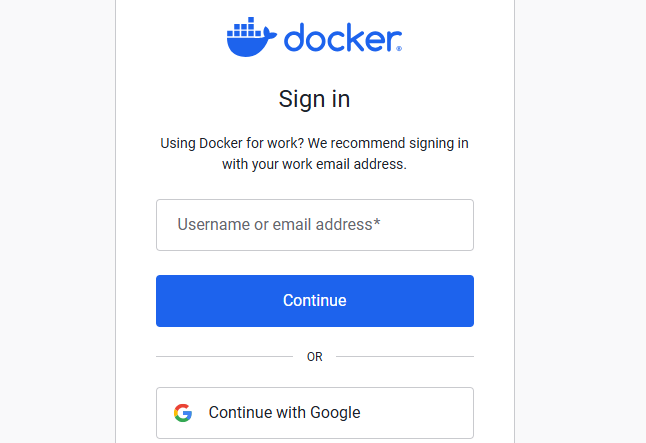 docker®
Sign in
Using Docker for work? We recommend signing in
with your work email address.
Username or email address*
Continue
OR
Continue with Google